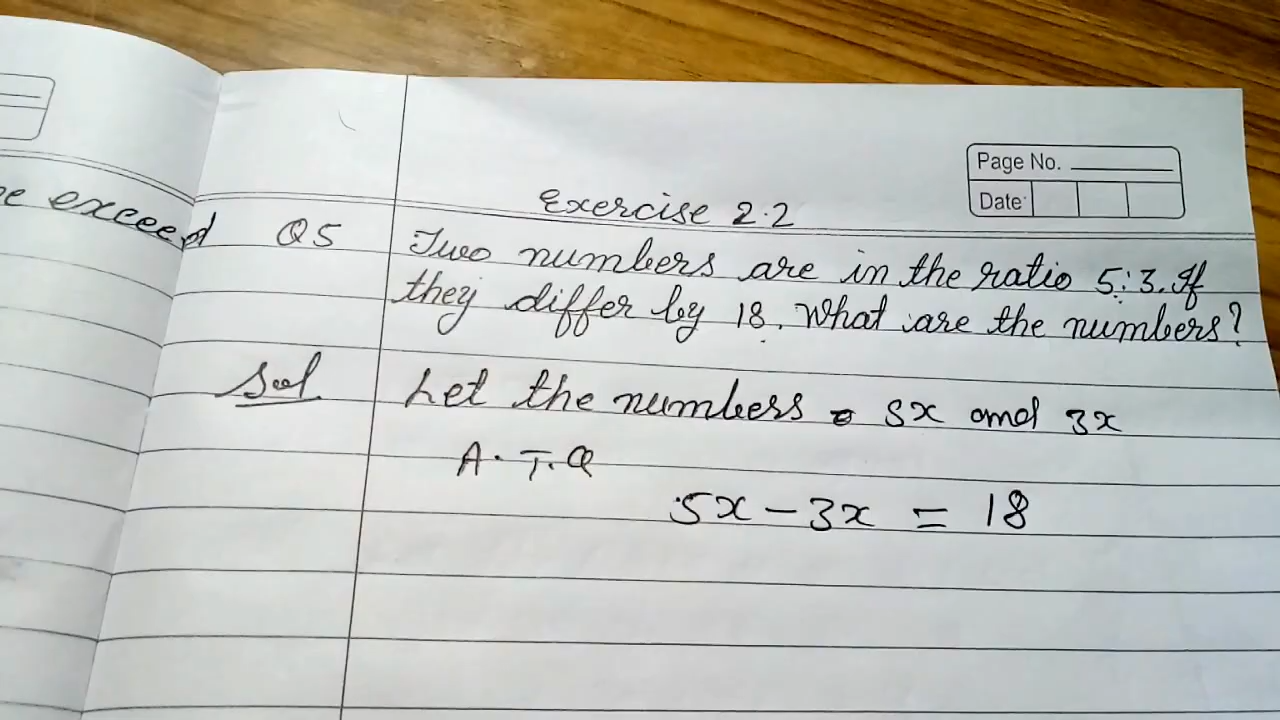 Page No.
Date
Exercise 2.2
exceed
Q5 Two numbers are in the ratio 5:3. If
they differ by 18. What are the numbers?
Sol Let the numbers 5x and 3x
A.T.Q
5x - 3x = 18